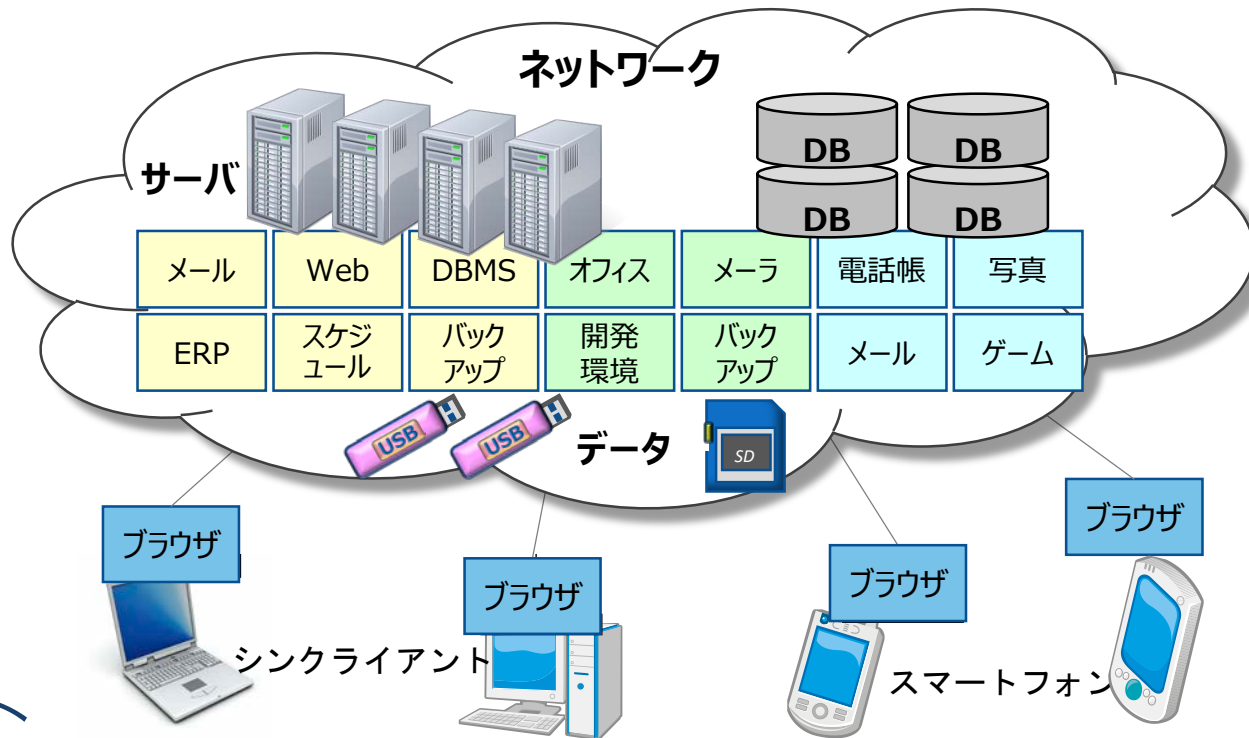 ネットワーク
サーバ
DB
DB
DB
DB
メール
Web
DBMS
オフィス
メーラ
電話帳
写真
ERP
スケジ
ュール
バック
アップ
開発
環境
バック
アップ
メール
ゲーム
USB
USB
データ
SD
ブラウザ
ブラウザ
ブラウザ
ブラウザ
シンクライアント
スマートフォン